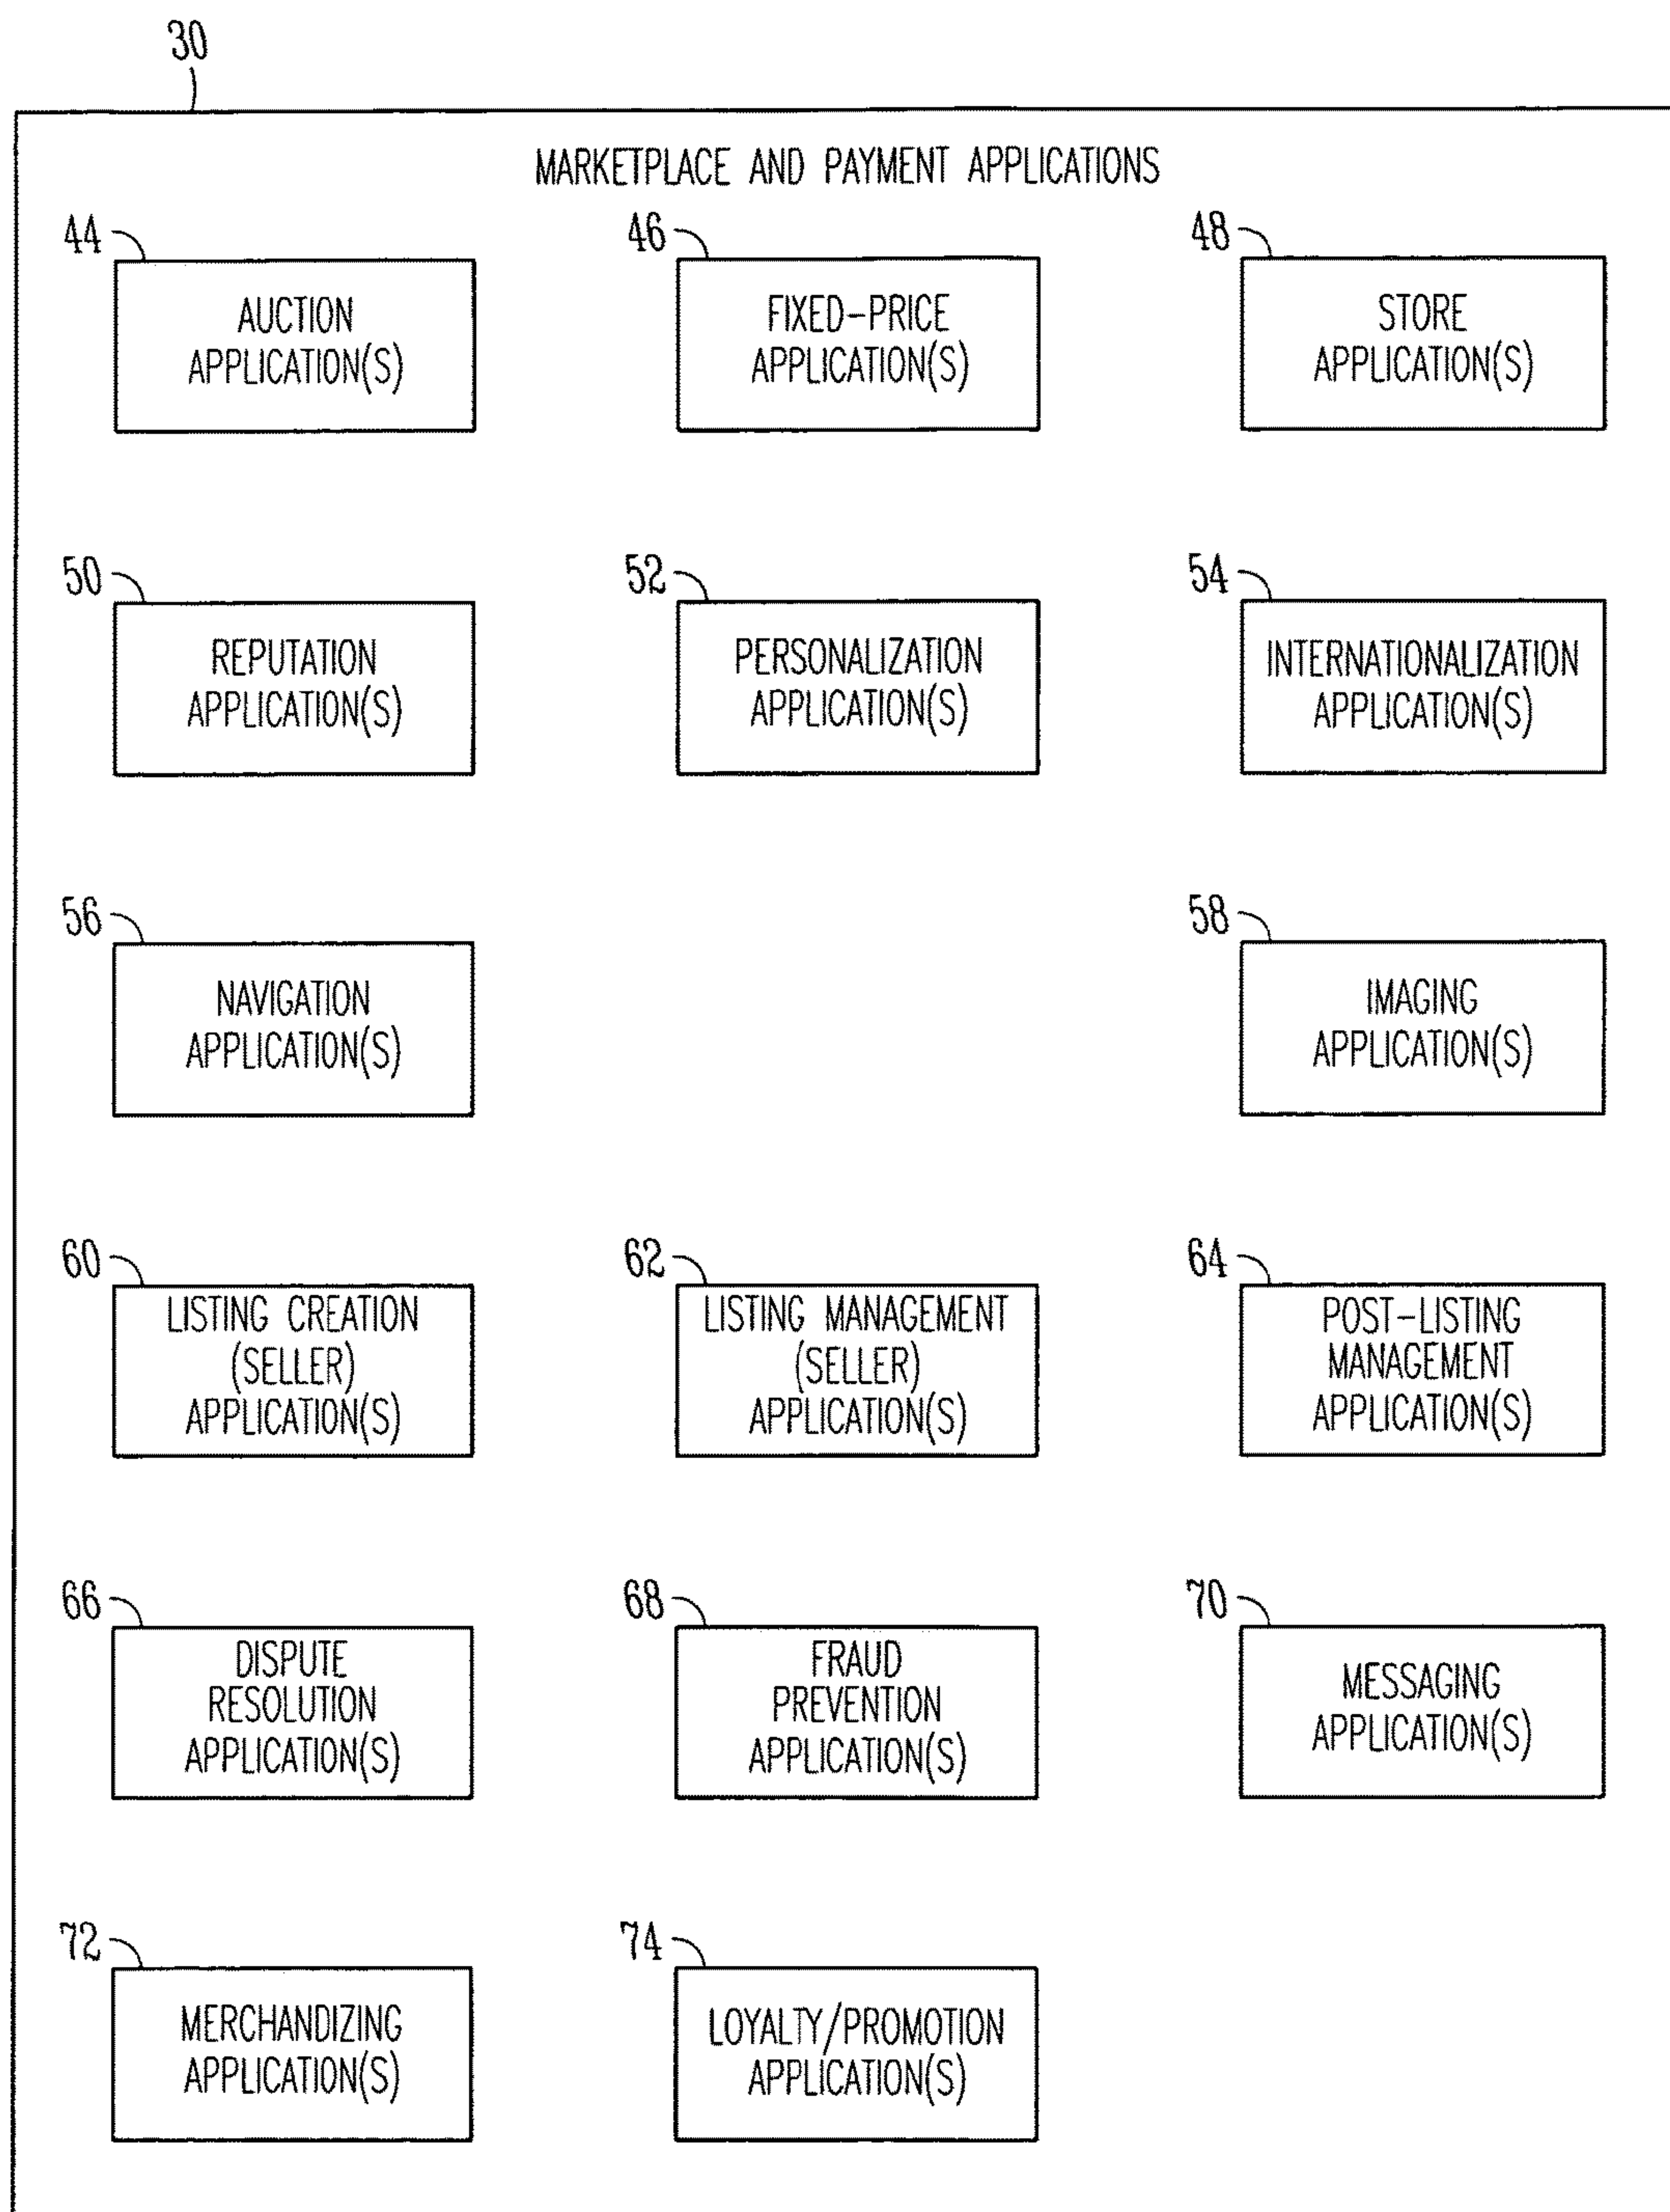 30
MARKETPLACE AND PAYMENT APPLICATIONS
44
AUCTION
APPLICATION(S)
46
FIXED-PRICE
APPLICATION(S)
48
STORE
APPLICATION(S)
50
REPUTATION
APPLICATION(S)
52
PERSONALIZATION
APPLICATION(S)
54
INTERNATIONALIZATION
APPLICATION(S)
56
NAVIGATION
APPLICATION(S)
58
IMAGING
APPLICATION(S)
60
LISTING CREATION
(SELLER)
APPLICATION(S)
62
LISTING MANAGEMENT
(SELLER)
APPLICATION(S)
64
POST-LISTING
MANAGEMENT
APPLICATION(S)
66
DISPUTE
RESOLUTION
APPLICATION(S)
68
FRAUD
PREVENTION
APPLICATION(S)
70
MESSAGING
APPLICATION(S)
72
MERCHANDIZING
APPLICATION(S)
74
LOYALTY/PROMOTION
APPLICATION(S)